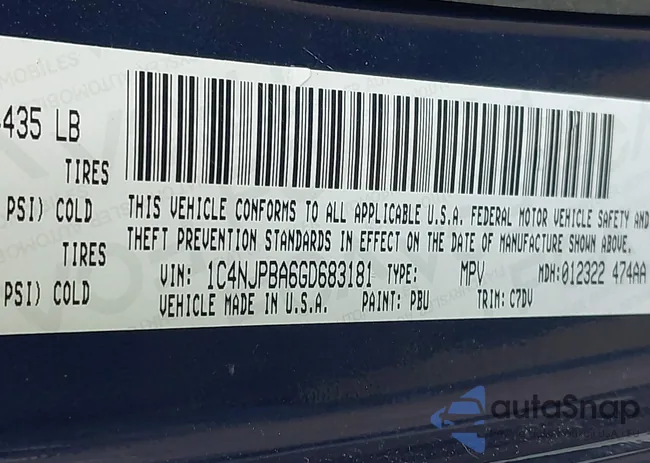 435 LB
TIRES
PSI) COLD
TIRES
PSI) COLD
THIS VEHICLE CONFORMS TO ALL APPLICABLE U.S.A. FEDERAL MOTOR VEHICLE SAFETY AND
THEFT PREVENTION STANDARDS IN EFFECT ON THE DATE OF MANUFACTURE SHOWN ABOVE.
VIN: 1C4NJPBA6GD683181 TYPE: MPV MDH:012322 474AA
VEHICLE MADE IN U.S.A. PAINT: PBU TRIM: C7DV
autoSnap